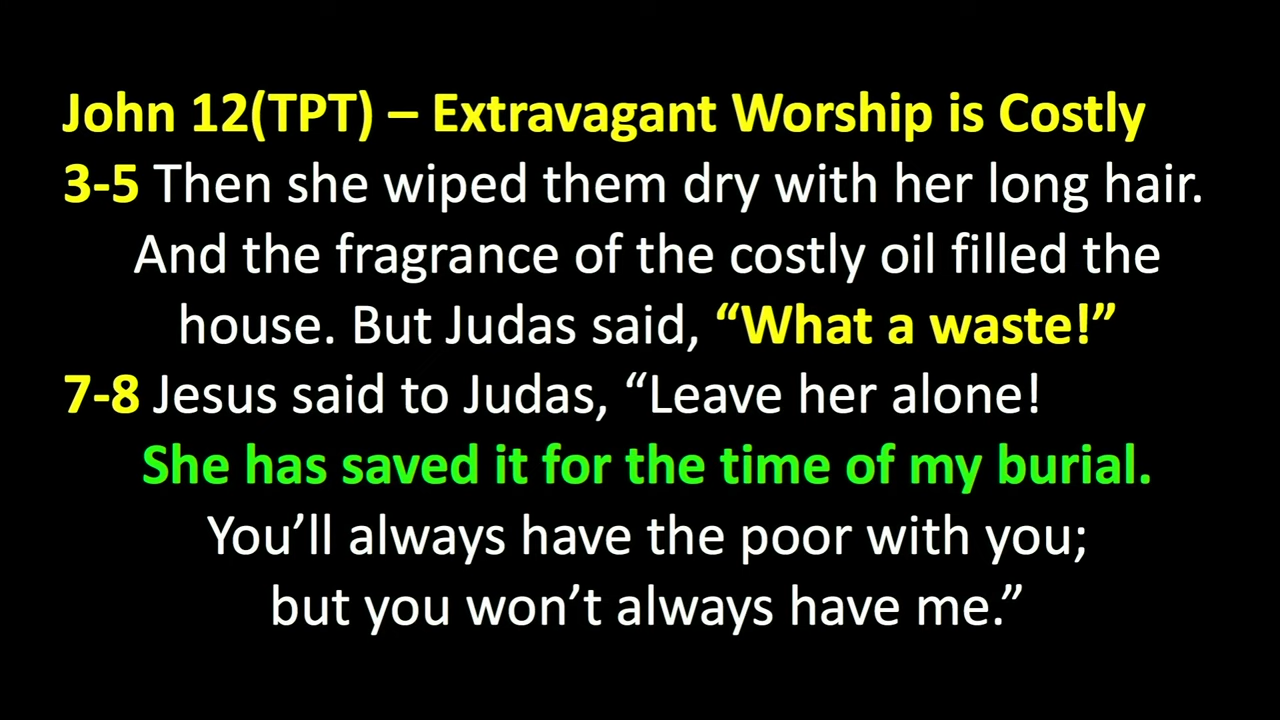 John 12(TPT) – Extravagant Worship is Costly
3-5 Then she wiped them dry with her long hair.
And the fragrance of the costly oil filled the
house. But Judas said, “What a waste!”
7-8 Jesus said to Judas, “Leave her alone!
She has saved it for the time of my burial.
You’ll always have the poor with you;
but you won’t always have me.”